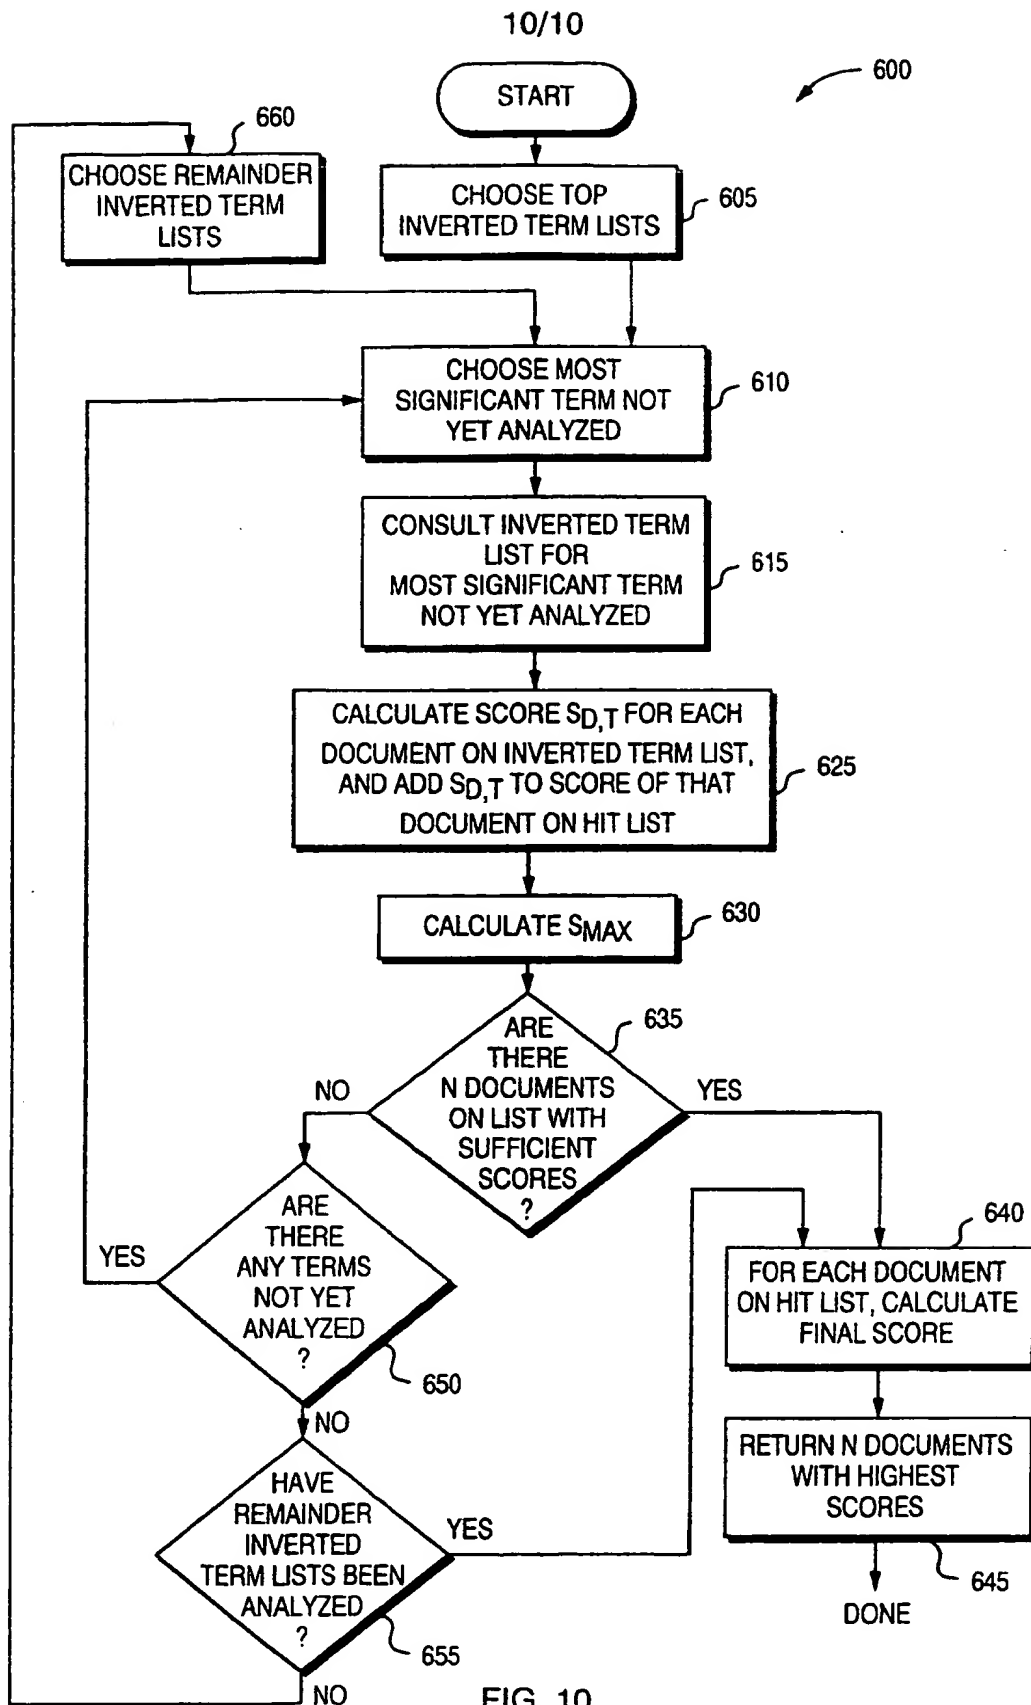 10/10
600
START
660
CHOOSE REMAINDER
INVERTED TERM
LISTS
CHOOSE TOP
INVERTED TERM LISTS
605
CHOOSE MOST
SIGNIFICANT TERM NOT
YET ANALYZED
610
CONSULT INVERTED TERM
LIST FOR
MOST SIGNIFICANT TERM
NOT YET ANALYZED
615
CALCULATE SCORE SD,T FOR EACH
DOCUMENT ON INVERTED TERM LIST,
AND ADD SD,T TO SCORE OF THAT
DOCUMENT ON HIT LIST
625
CALCULATE SMAX
630
ARE
THERE
N DOCUMENTS
ON LIST WITH
SUFFICIENT
SCORES
?
635
NO
YES
ARE
THERE
ANY TERMS
NOT YET
ANALYZED
?
YES
650
NO
640
FOR EACH DOCUMENT
ON HIT LIST, CALCULATE
FINAL SCORE
RETURN N DOCUMENTS
WITH HIGHEST
SCORES
645
DONE
HAVE
REMAINDER
INVERTED
TERM LISTS BEEN
ANALYZED
?
YES
655
NO
FIG. 10